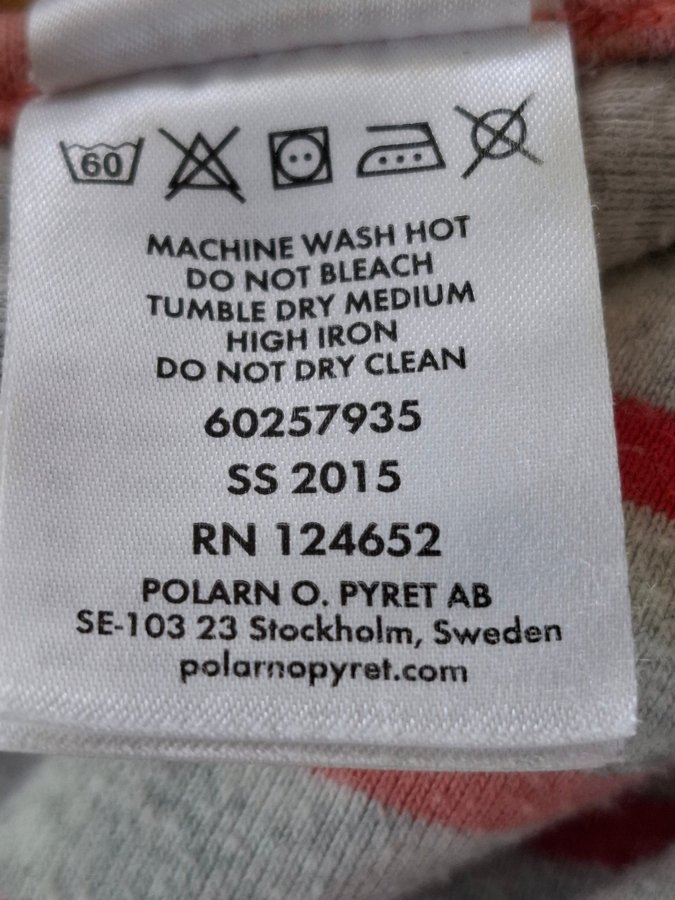 60
MACHINE WASH HOT
DO NOT BLEACH
TUMBLE DRY MEDIUM
HIGH IRON
DO NOT DRY CLEAN
60257935
SS 2015
RN 124652
POLARN O. PYRET AB
SE-103 23 Stockholm, Sweden
polarnopyret.com